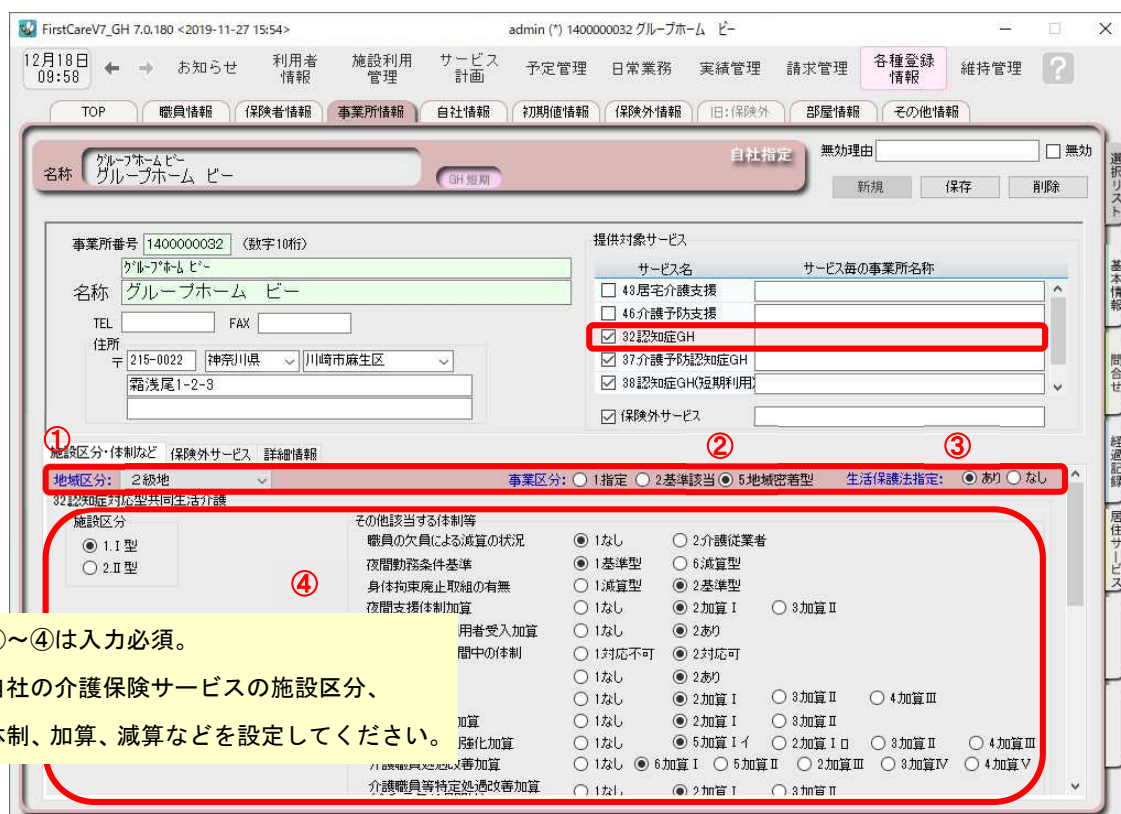 FirstCareV7_GH 7.0.180 <2019-11-27 15:54>
admin (*) 1400000032 グループホーム ビー
12月18日
09:58
お知らせ
利用者
情報
施設利用
管理
サービス
計画
予定管理
日常業務
実績管理
請求管理
各種登録
情報
維持管理
TOP 職員情報 保険者情報 事業所情報 自社情報 初期値情報 保険外情報 旧:保険外 部屋情報 その他情報
グループホームビー
名称 グループホーム ビー
GH短期
自社指定
無効理由
無効
新規 保存 削除
選択リスト
基本情報
問合せ
経過記録
居住サービス
事業所番号 1400000032 (数字10桁)
グループホーム ビー
名称 グループホーム ビー
TEL FAX
住所
〒 215-0022 神奈川県 川崎市麻生区
霜浅尾1-2-3
提供対象サービス
サービス名 サービス毎の事業所名称
43.居宅介護支援
46.介護予防支援
32認知症GH
37.介護予防認知症GH
38認知症GH(短期利用)
保険外サービス
① ② ③
施設区分・体制など 保険外サービス 詳細情報
地域区分: 2級地 事業区分: 1指定 2基準該当 5地域密着型 生活保護法指定: あり なし
32認知症対応型共同生活介護
施設区分
1.Ⅰ型
2.Ⅱ型
④
その他該当する体制等
職員の欠員による減算の状況 1なし 2介護従業者
夜間勤務条件基準 1基準型 6減算型
身体拘束廃止取組の有無 1減算型 2基準型
夜間支援体制加算 1なし 2加算Ⅰ 3加算Ⅱ
用者受入加算 1なし 2あり
間中の体制 1対応不可 2対応可
1なし 2あり
1なし 2加算Ⅰ 3加算Ⅱ 4加算Ⅲ
加算 1なし 2加算Ⅰ 3加算Ⅱ
強化加算 1なし 5加算Ⅰイ 2加算Ⅰロ 3加算Ⅱ 4加算Ⅲ
介護職員処遇改善加算 1なし 6加算Ⅰ 5加算Ⅱ 2加算Ⅲ 3加算Ⅳ 4加算Ⅴ
介護職員等特定処遇改善加算 1なし 2加算Ⅰ 3加算Ⅱ
～④は入力必須。
自社の介護保険サービスの施設区分、
体制、加算、減算などを設定してください。